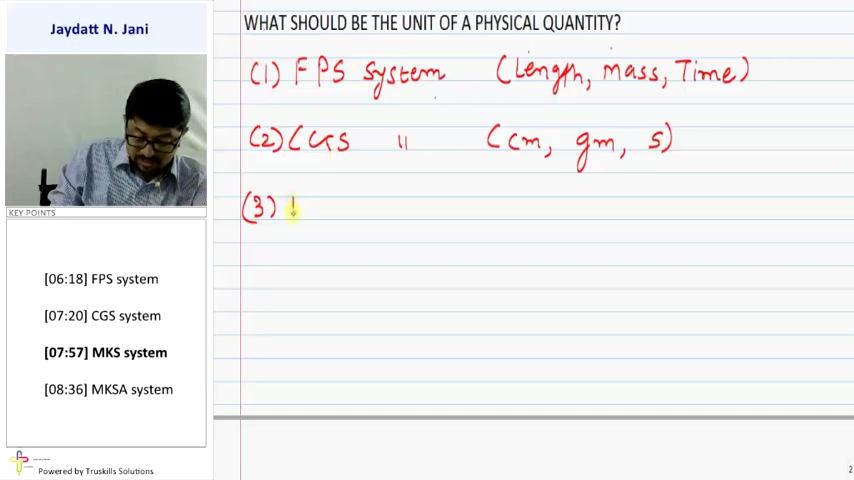 Jaydatt N. Jani
WHAT SHOULD BE THE UNIT OF A PHYSICAL QUANTITY?
(1) FPS System (Length, mass, Time)
(2) CGS " (cm, gm, s)
(3)
KEY POINTS
[06:18] FPS system
[07:20] CGS system
[07:57] MKS system
[08:36] MKSA system
Powered by Truskills Solutions
2